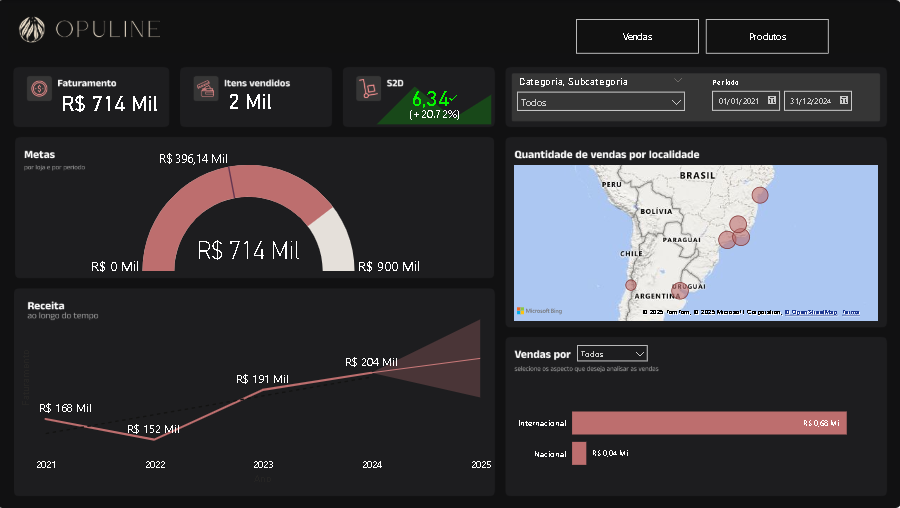 OPULINE
Vendas
Produtos
Faturamento
R$ 714 Mil
Itens vendidos
2 Mil
S2D
6,34
(+20.72%)
Categoria, Subcategoria
Todos
Período
01/01/2021
31/12/2024
Metas
por loja e por período
R$ 396,14 Mil
R$ 714 Mil
R$ 0 Mil
R$ 900 Mil
Quantidade de vendas por localidade
BRASIL
PERU
BOLÍVIA
PARAGUAI
CHILE
URUGUAI
ARGENTINA
Microsoft Bing
© 2025 TomTom, © 2025 Microsoft Corporation, © OpenStreetMap Terms
Receita
ao longo do tempo
R$ 168 Mil
R$ 152 Mil
R$ 191 Mil
R$ 204 Mil
2021
2022
2023
2024
2025
Vendas por
Todos
selecione os aspecto que deseja analisar as vendas
Internacional
R$ 0,68 Mi
Nacional
R$ 0,04 Mi